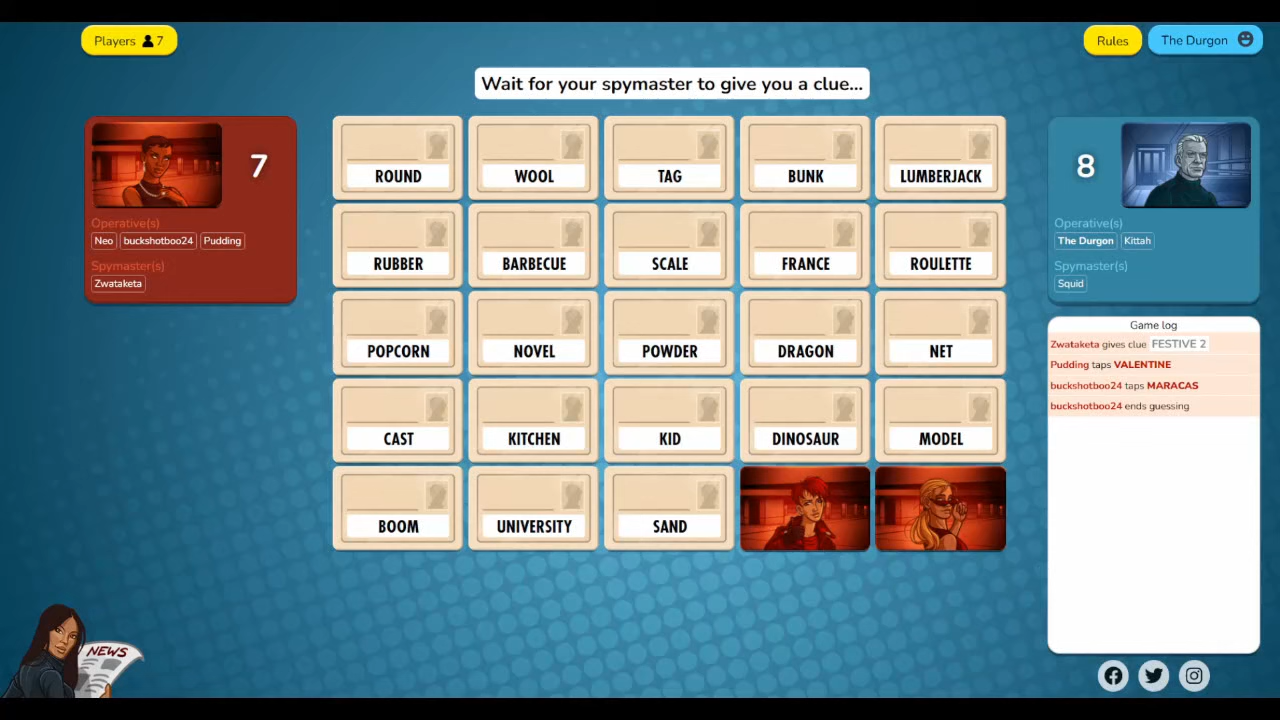 Players 7
Rules
The Durgon
Wait for your spymaster to give you a clue...
7
Operative(s)
Neo buckshotboo24 Pudding
Spymaster(s)
Zwataketa
ROUND WOOL TAG BUNK LUMBERJACK
RUBBER BARBECUE SCALE FRANCE ROULETTE
POPCORN NOVEL POWDER DRAGON NET
CAST KITCHEN KID DINOSAUR MODEL
BOOM UNIVERSITY SAND
8
Operative(s)
The Durgon Kittah
Spymaster(s)
Squid
Game log
Zwataketa gives clue FESTIVE 2
Pudding taps VALENTINE
buckshotboo24 taps MARACAS
buckshotboo24 ends guessing
NEWS